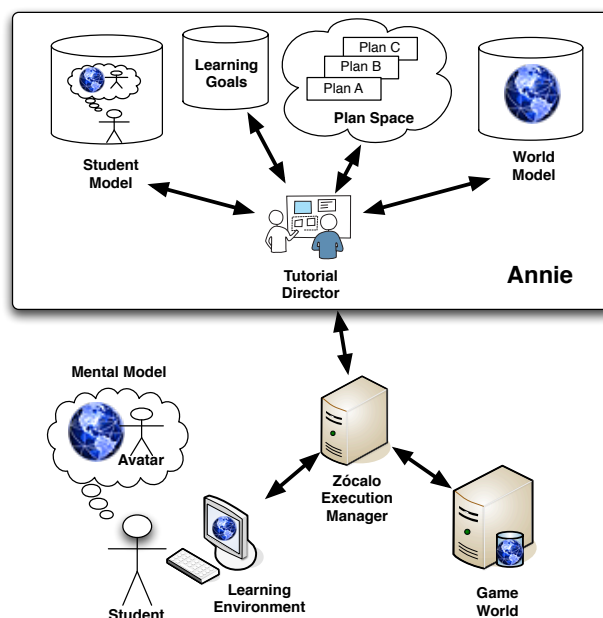 Learning
Goals
Plan C
Plan B
Plan A
Plan Space
Student
Model
World
Model
Tutorial
Director
Annie
Mental Model
Avatar
Zócalo
Execution
Manager
Learning
Environment
Student
Game
World